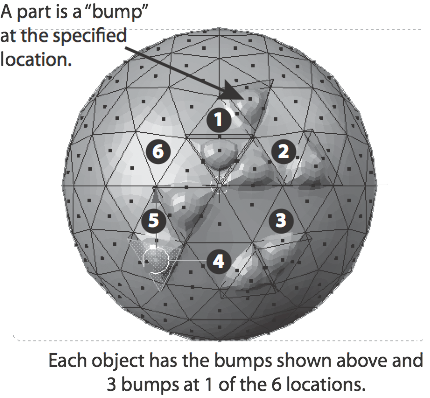 A part is a “bump”
at the specified
location.
1
6
2
5
3
4
Each object has the bumps shown above and
3 bumps at 1 of the 6 locations.